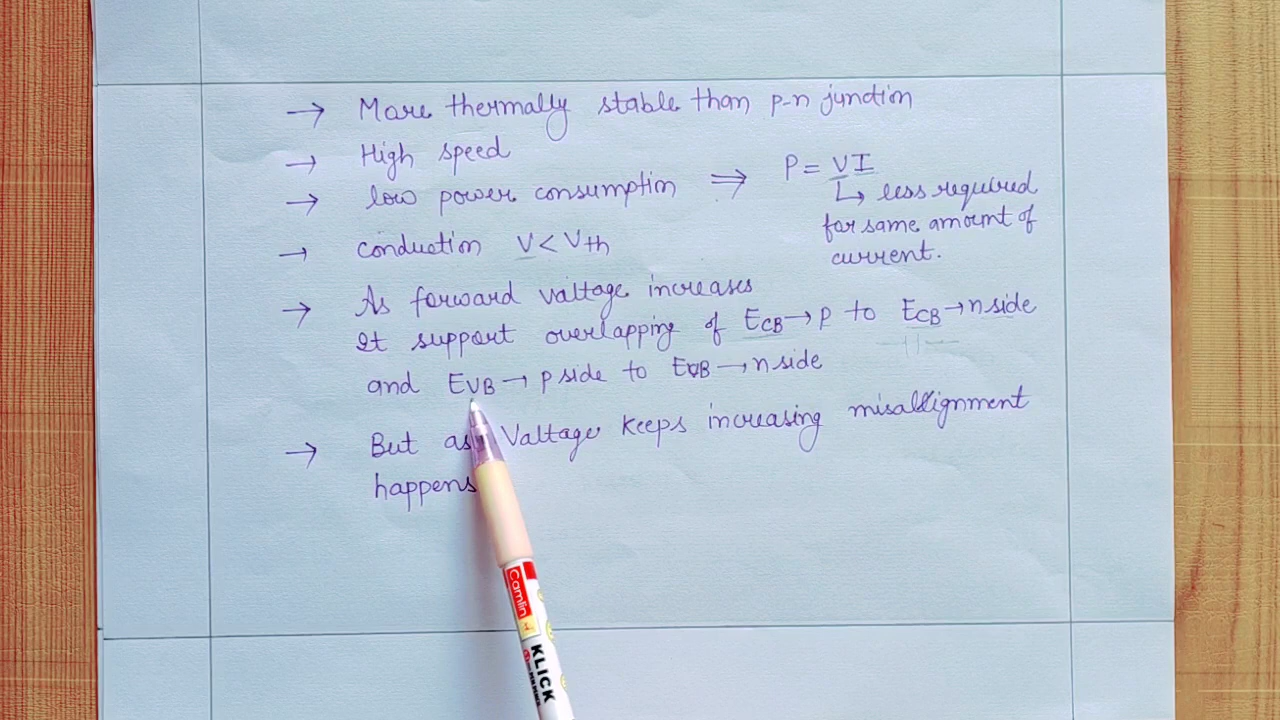 → More thermally stable than p-n junction
→ High speed
→ low power consumption ⇒ P = VI
↳ less required
for same amount of
current.
→ conduction V < Vth
→ As forward valtage increases
It support overlapping of ECB → p to ECB → n side
and EVB → p side to EVB → n side
→ But as Valtage keeps increasing misallignment
happens
Camlin
KLICK